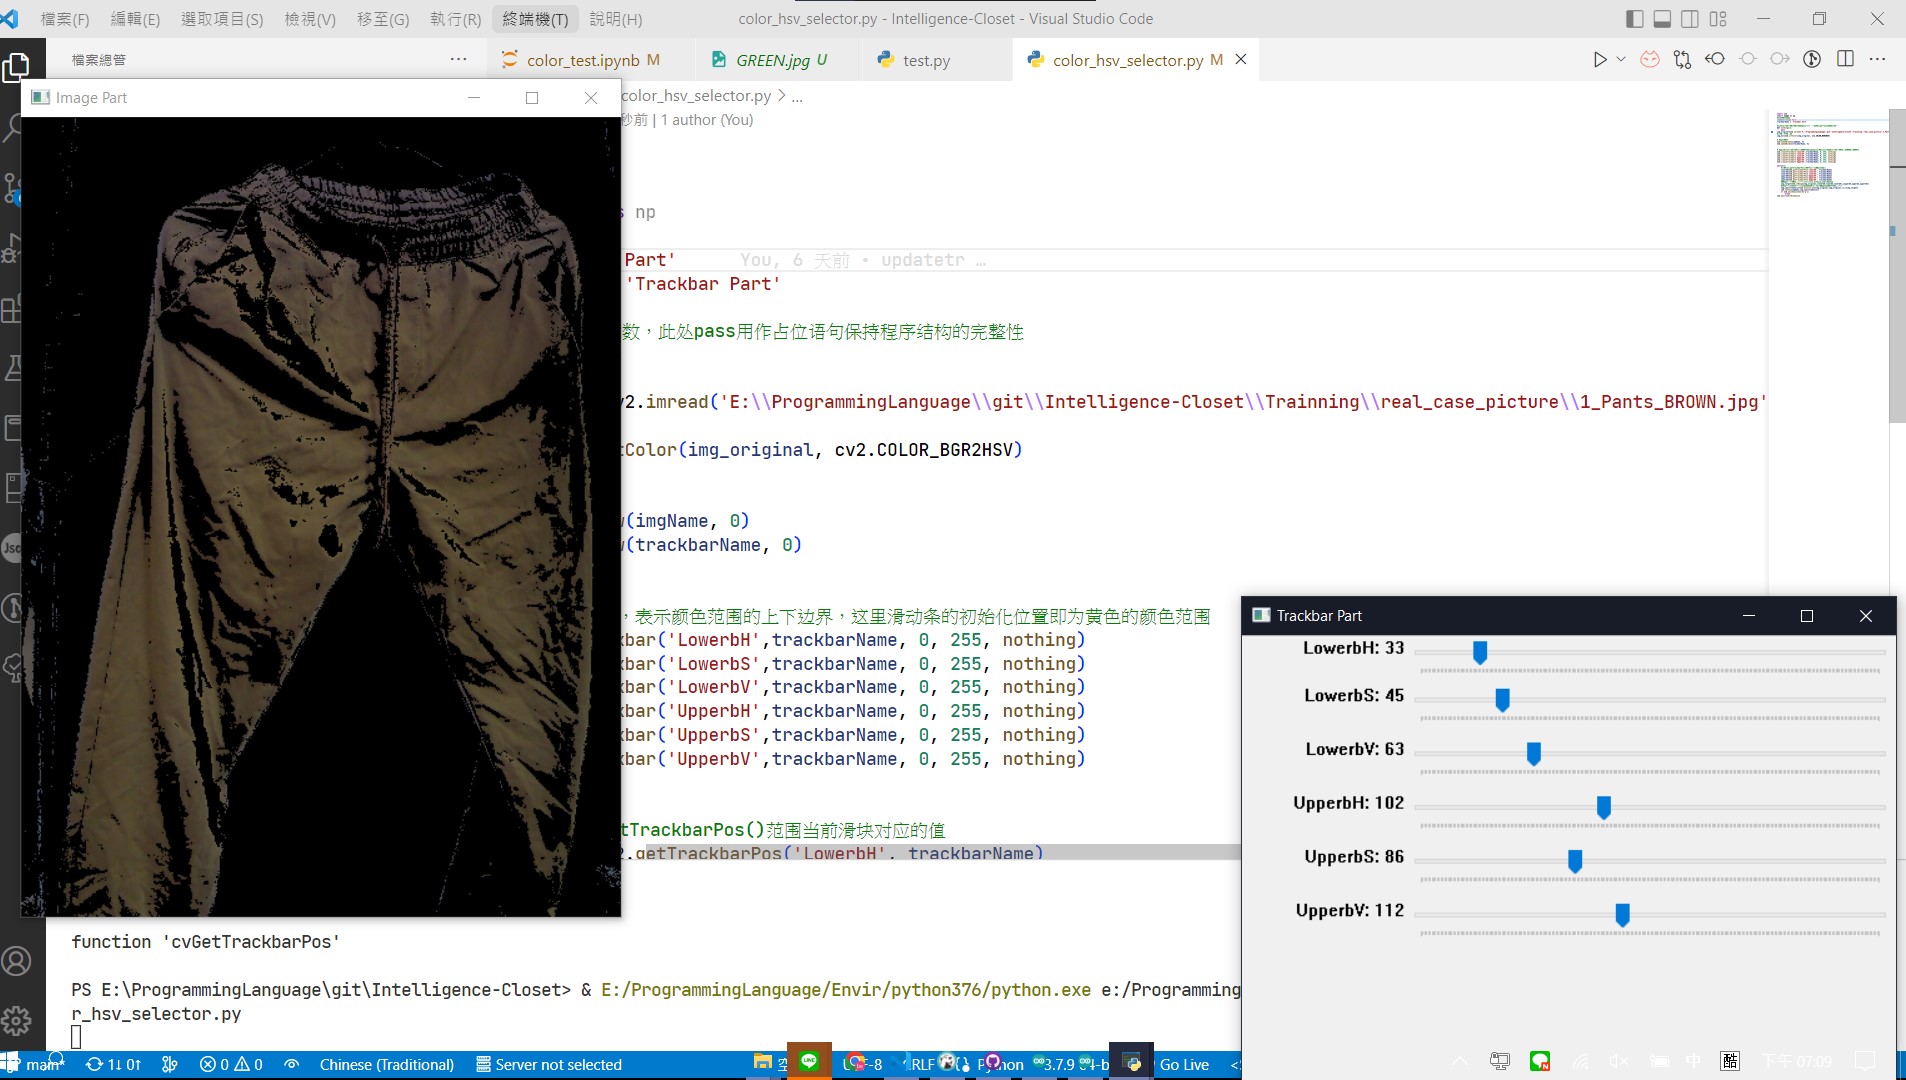 檔案(F) 編輯(E) 選取項目(S) 檢視(V) 移至(G) 執行(R) 終端機(T) 說明(H)
color_hsv_selector.py - Intelligence-Closet - Visual Studio Code
檔案總管
color_test.ipynb M
GREEN.jpg U
test.py
color_hsv_selector.py M
Image Part
color_hsv_selector.py > ...
秒前 | 1 author (You)
np
Part' You, 6 天前 • updatetr …
'Trackbar Part'
数，此处pass用作占位语句保持程序结构的完整性
2.imread('E:\\ProgrammingLanguage\\git\\Intelligence-Closet\\Trainning\\real_case_picture\\1_Pants_BROWN.jpg'
tColor(img_original, cv2.COLOR_BGR2HSV)
(imgName, 0)
(trackbarName, 0)
，表示颜色范围的上下边界，这里滑动条的初始化位置即为黄色的颜色范围
kbar('LowerbH',trackbarName, 0, 255, nothing)
kbar('LowerbS',trackbarName, 0, 255, nothing)
kbar('LowerbV',trackbarName, 0, 255, nothing)
kbar('UpperbH',trackbarName, 0, 255, nothing)
kbar('UpperbS',trackbarName, 0, 255, nothing)
kbar('UpperbV',trackbarName, 0, 255, nothing)
tTrackbarPos()范围当前滑块对应的值
.getTrackbarPos('LowerbH', trackbarName)
Trackbar Part
LowerbH: 33
LowerbS: 45
LowerbV: 63
UpperbH: 102
UpperbS: 86
UpperbV: 112
function 'cvGetTrackbarPos'
PS E:\ProgrammingLanguage\git\Intelligence-Closet> & E:/ProgrammingLanguage/Envir/python376/python.exe e:/Programming
r_hsv_selector.py
main* 1↓ 0↑ 0 0 Chinese (Traditional) Server not selected 空 F-8 RLF Python 3.7.9 64-b Go Live
中 酷 下午 07:09